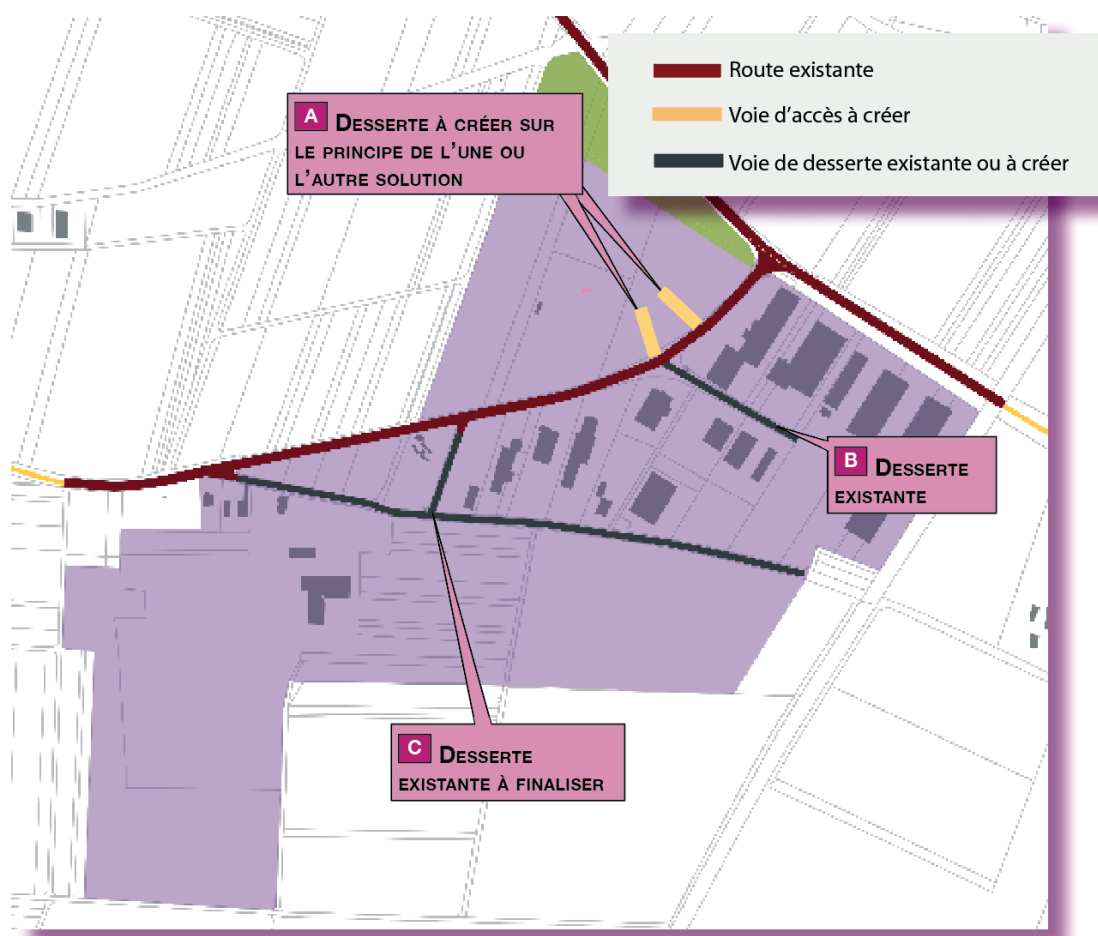 Route existante
Voie d'accès à créer
Voie de desserte existante ou à créer
A DESSERTE À CRÉER SUR
LE PRINCIPE DE L'UNE OU
L'AUTRE SOLUTION
B DESSERTE
EXISTANTE
C DESSERTE
EXISTANTE À FINALISER